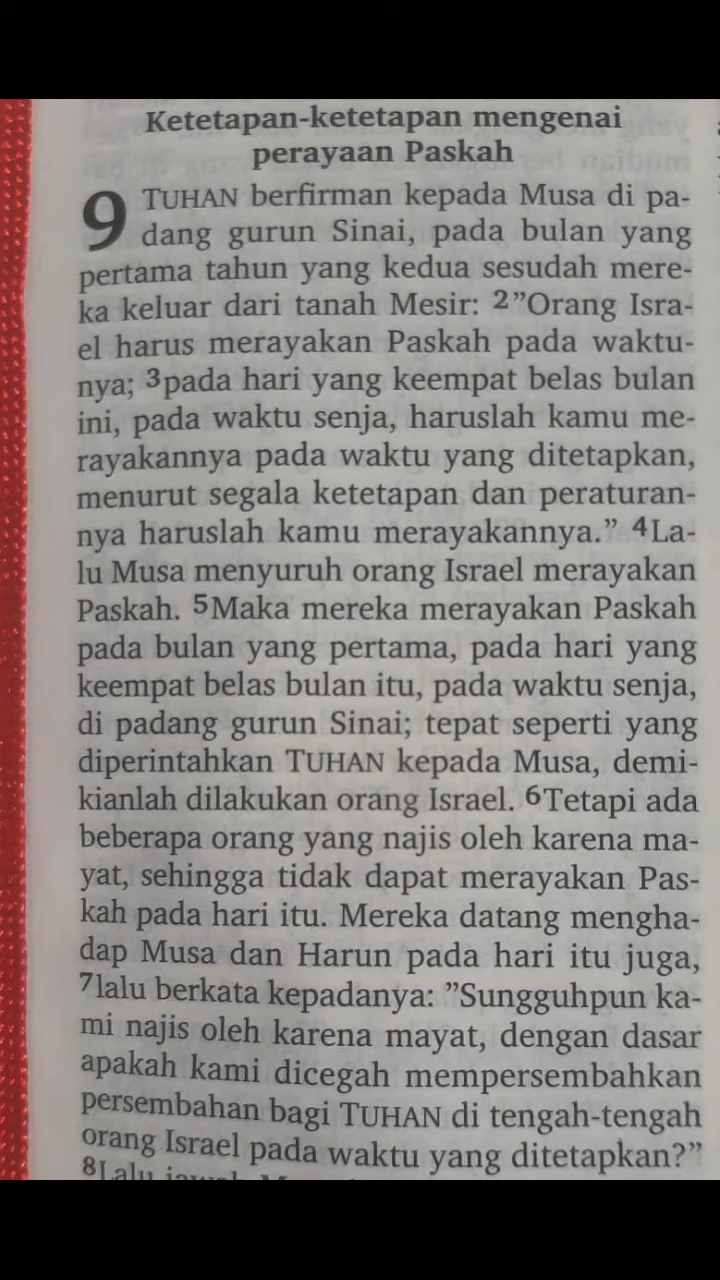 Ketetapan-ketetapan mengenai
perayaan Paskah
9 TUHAN berfirman kepada Musa di pa-
dang gurun Sinai, pada bulan yang
pertama tahun yang kedua sesudah mere-
ka keluar dari tanah Mesir: 2”Orang Isra-
el harus merayakan Paskah pada waktu-
nya; 3pada hari yang keempat belas bulan
ini, pada waktu senja, haruslah kamu me-
rayakannya pada waktu yang ditetapkan,
menurut segala ketetapan dan peraturan-
nya haruslah kamu merayakannya.” 4La-
lu Musa menyuruh orang Israel merayakan
Paskah. 5Maka mereka merayakan Paskah
pada bulan yang pertama, pada hari yang
keempat belas bulan itu, pada waktu senja,
di padang gurun Sinai; tepat seperti yang
diperintahkan TUHAN kepada Musa, demi-
kianlah dilakukan orang Israel. 6Tetapi ada
beberapa orang yang najis oleh karena ma-
yat, sehingga tidak dapat merayakan Pas-
kah pada hari itu. Mereka datang mengha-
dap Musa dan Harun pada hari itu juga,
7lalu berkata kepadanya: ”Sungguhpun ka-
mi najis oleh karena mayat, dengan dasar
apakah kami dicegah mempersembahkan
persembahan bagi TUHAN di tengah-tengah
orang Israel pada waktu yang ditetapkan?”
8Lalu